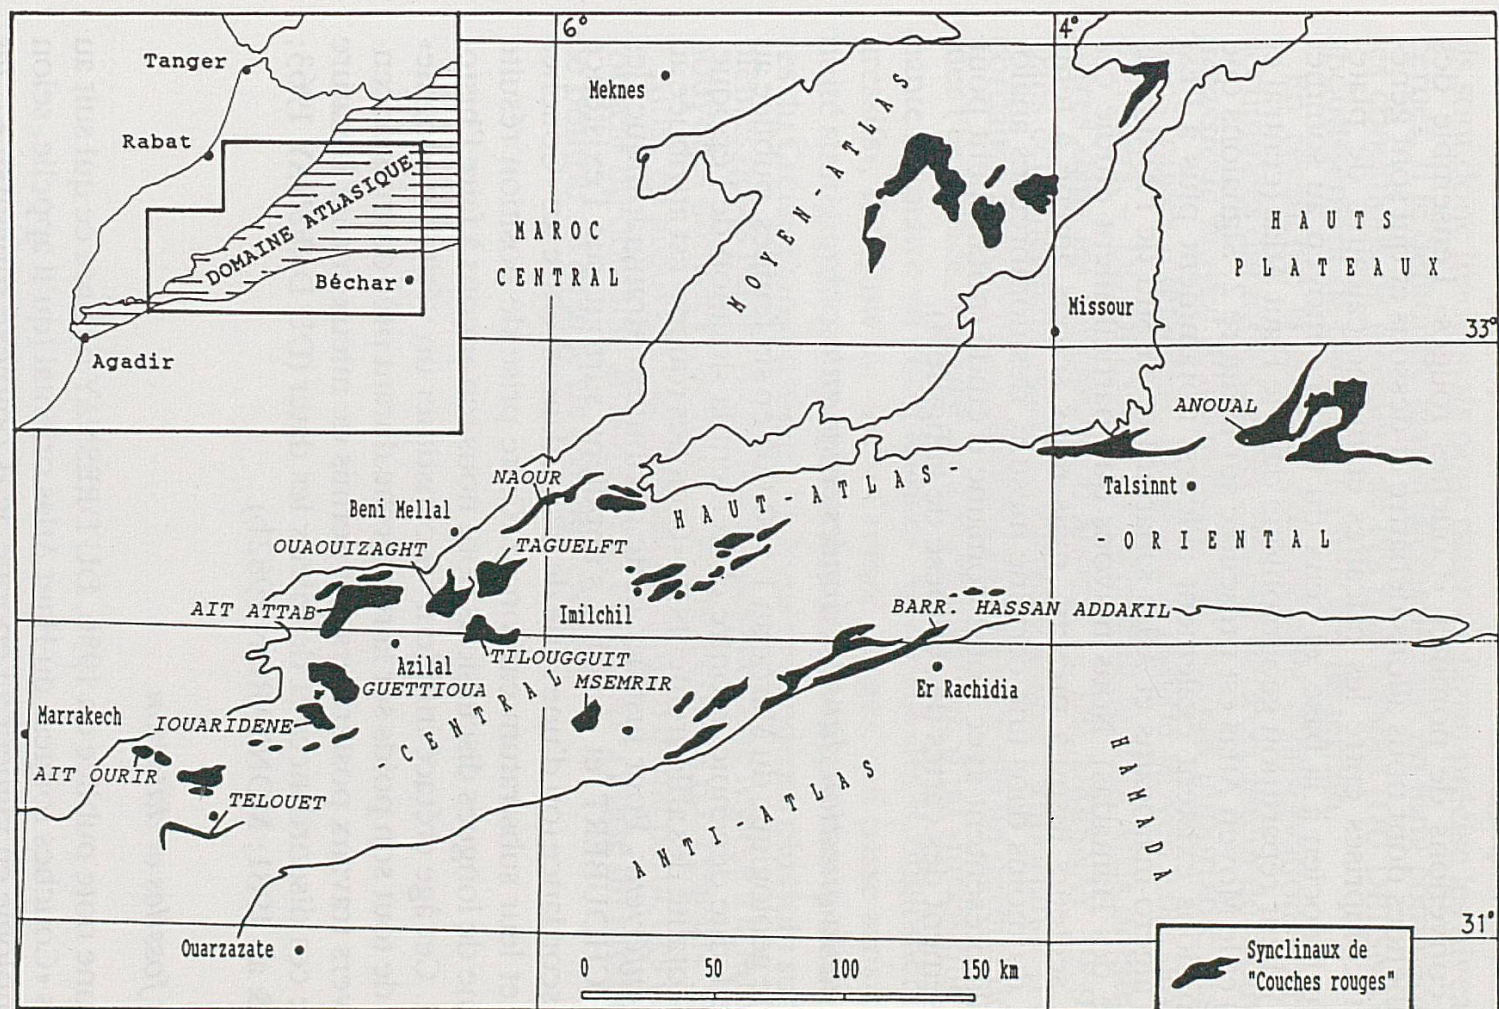 6°
4°
Tanger
Rabat
DOMAINE ATLASIQUE
Béchar
Agadir
Meknes
MOYEN-ATLAS
MAROC
CENTRAL
HAUTS
PLATEAUX
Missour
33°
ANOUAL
NAOUR
HAUT-ATLAS-
Talsinnt
Beni Mellal
-ORIENTAL
OUAOUIZAGHT
TAGUELFT
AIT ATTAB
Imilchil
BARR. HASSAN ADDAKIL
Azilal
TILOUGGUIT
GUETTIOUA
MSEMRIR
Er Rachidia
-CENTRAL
Marrakech
IOUARIDENE
AIT OURIR
TELOUET
ANTI-ATLAS
HAMADA
31°
Ouarzazate
0 50 100 150 km
Synclinaux de
"Couches rouges"